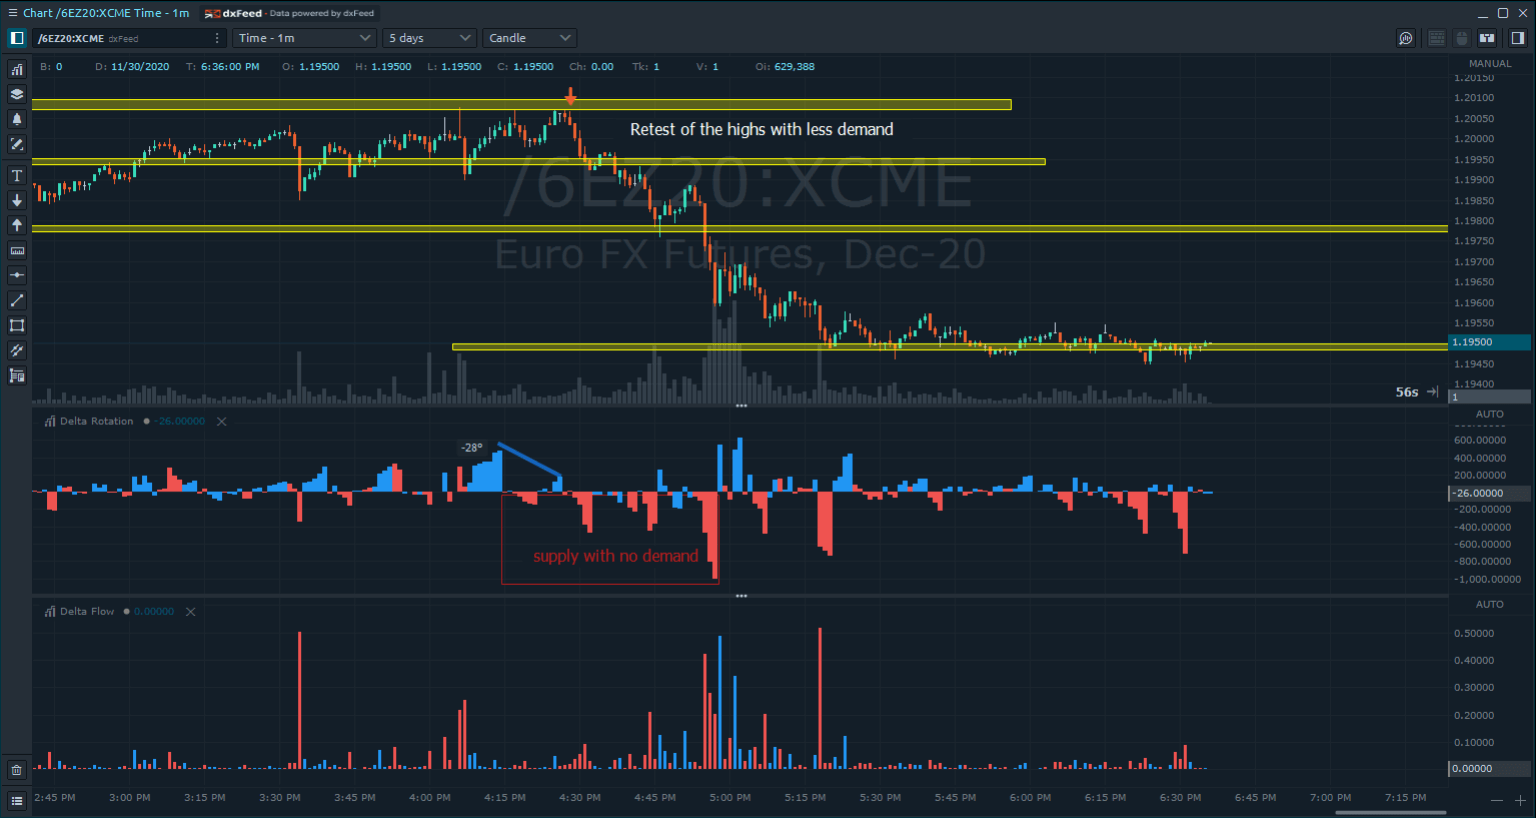 Chart /6EZ20:XCME Time - 1m dxFeed - Data powered by dxFeed
/6EZ20:XCME dxFeed Time - 1m 5 days Candle
B: 0 D: 11/30/2020 T: 6:36:00 PM O: 1.19500 H: 1.19500 L: 1.19500 C: 1.19500 Ch: 0.00 Tk: 1 V: 1 Oi: 629,388
MANUAL
1.20150
1.20100
1.20050
Retest of the highs with less demand
1.20000
1.19950
/6EZ20:XCME
1.19900
1.19850
1.19800
Euro FX Futures, Dec-20
1.19750
1.19700
1.19650
1.19600
1.19550
1.19500
1.19450
1.19400
56s
1
AUTO
Delta Rotation -26.00000
600.00000
-28°
400.00000
200.00000
-26.00000
-200.00000
-400.00000
supply with no demand
-600.00000
-800.00000
-1,000.00000
AUTO
Delta Flow 0.00000
0.50000
0.40000
0.30000
0.20000
0.10000
0.00000
2:45 PM 3:00 PM 3:15 PM 3:30 PM 3:45 PM 4:00 PM 4:15 PM 4:30 PM 4:45 PM 5:00 PM 5:15 PM 5:30 PM 5:45 PM 6:00 PM 6:15 PM 6:30 PM 6:45 PM 7:00 PM 7:15 PM